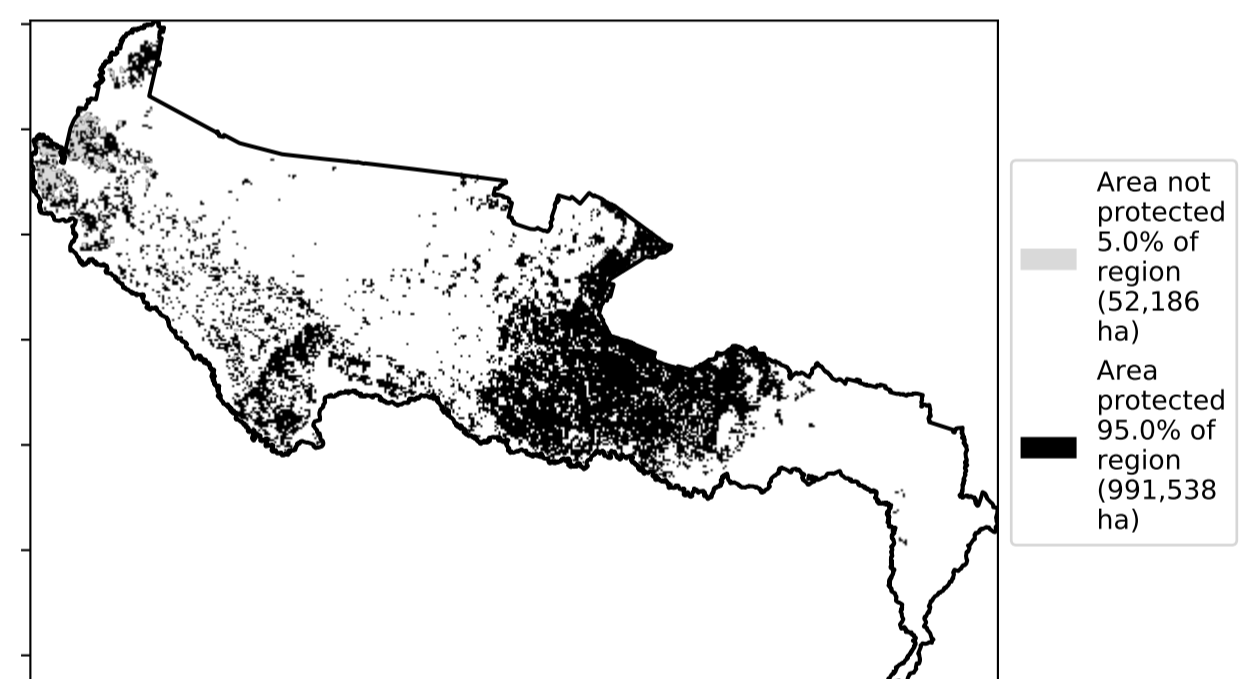 Area not
protected
5.0% of
region
(52,186
ha)
Area
protected
95.0% of
region
(991,538
ha)